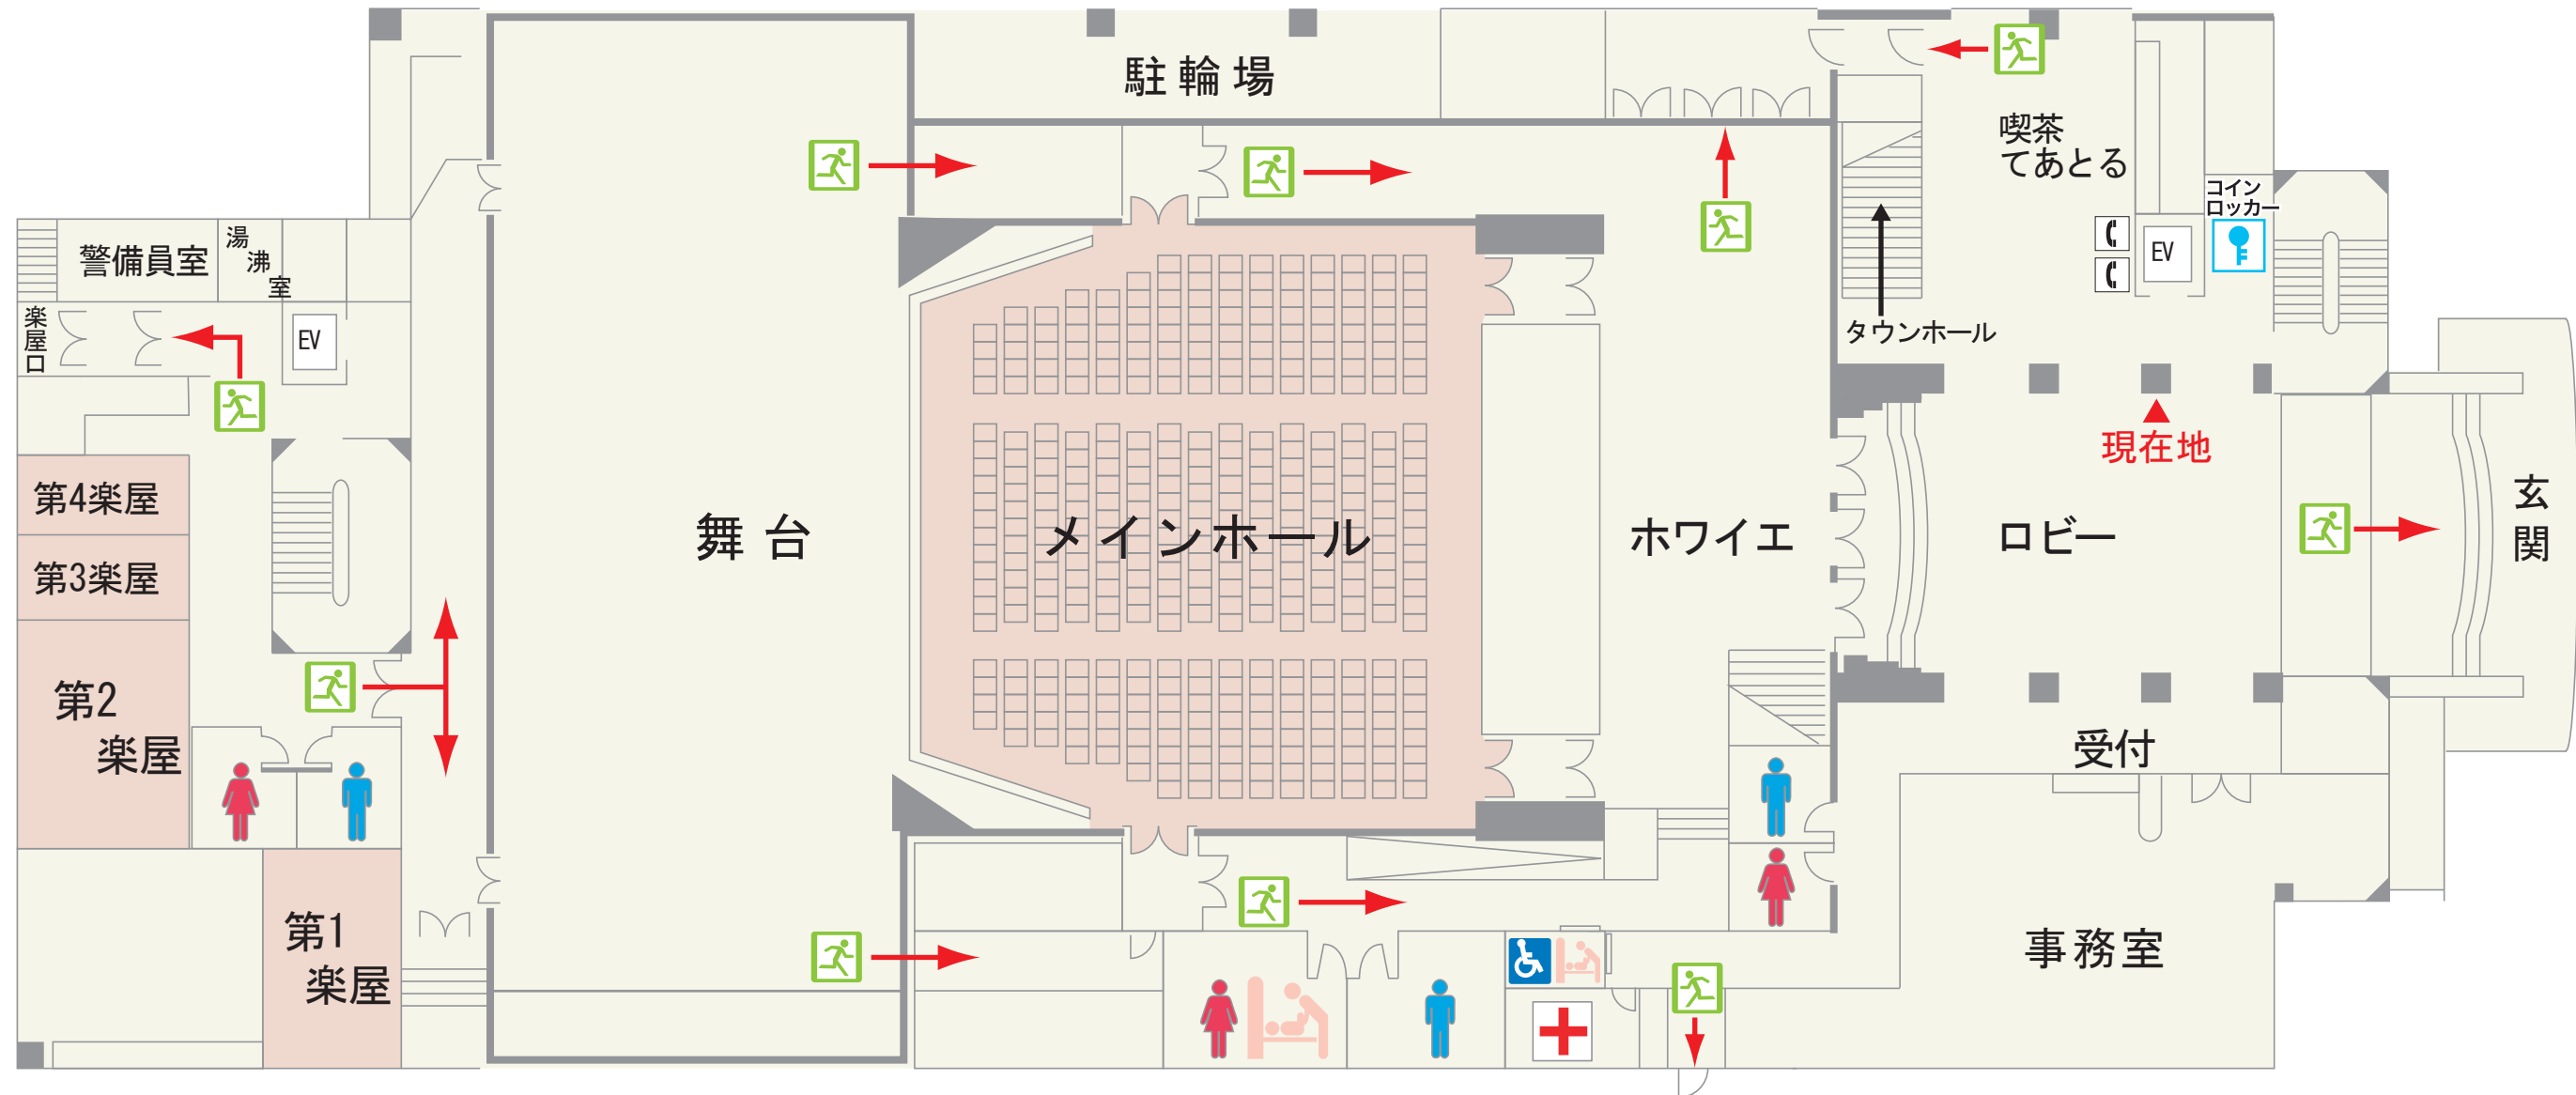 駐輪場
喫茶
てあとる
コイン
ロッカー
EV
タウンホール
警備員室
湯沸室
楽屋口
EV
現在地
第4楽屋
第3楽屋
第2
楽屋
第1
楽屋
舞台
メインホール
ホワイエ
ロビー
玄関
受付
事務室